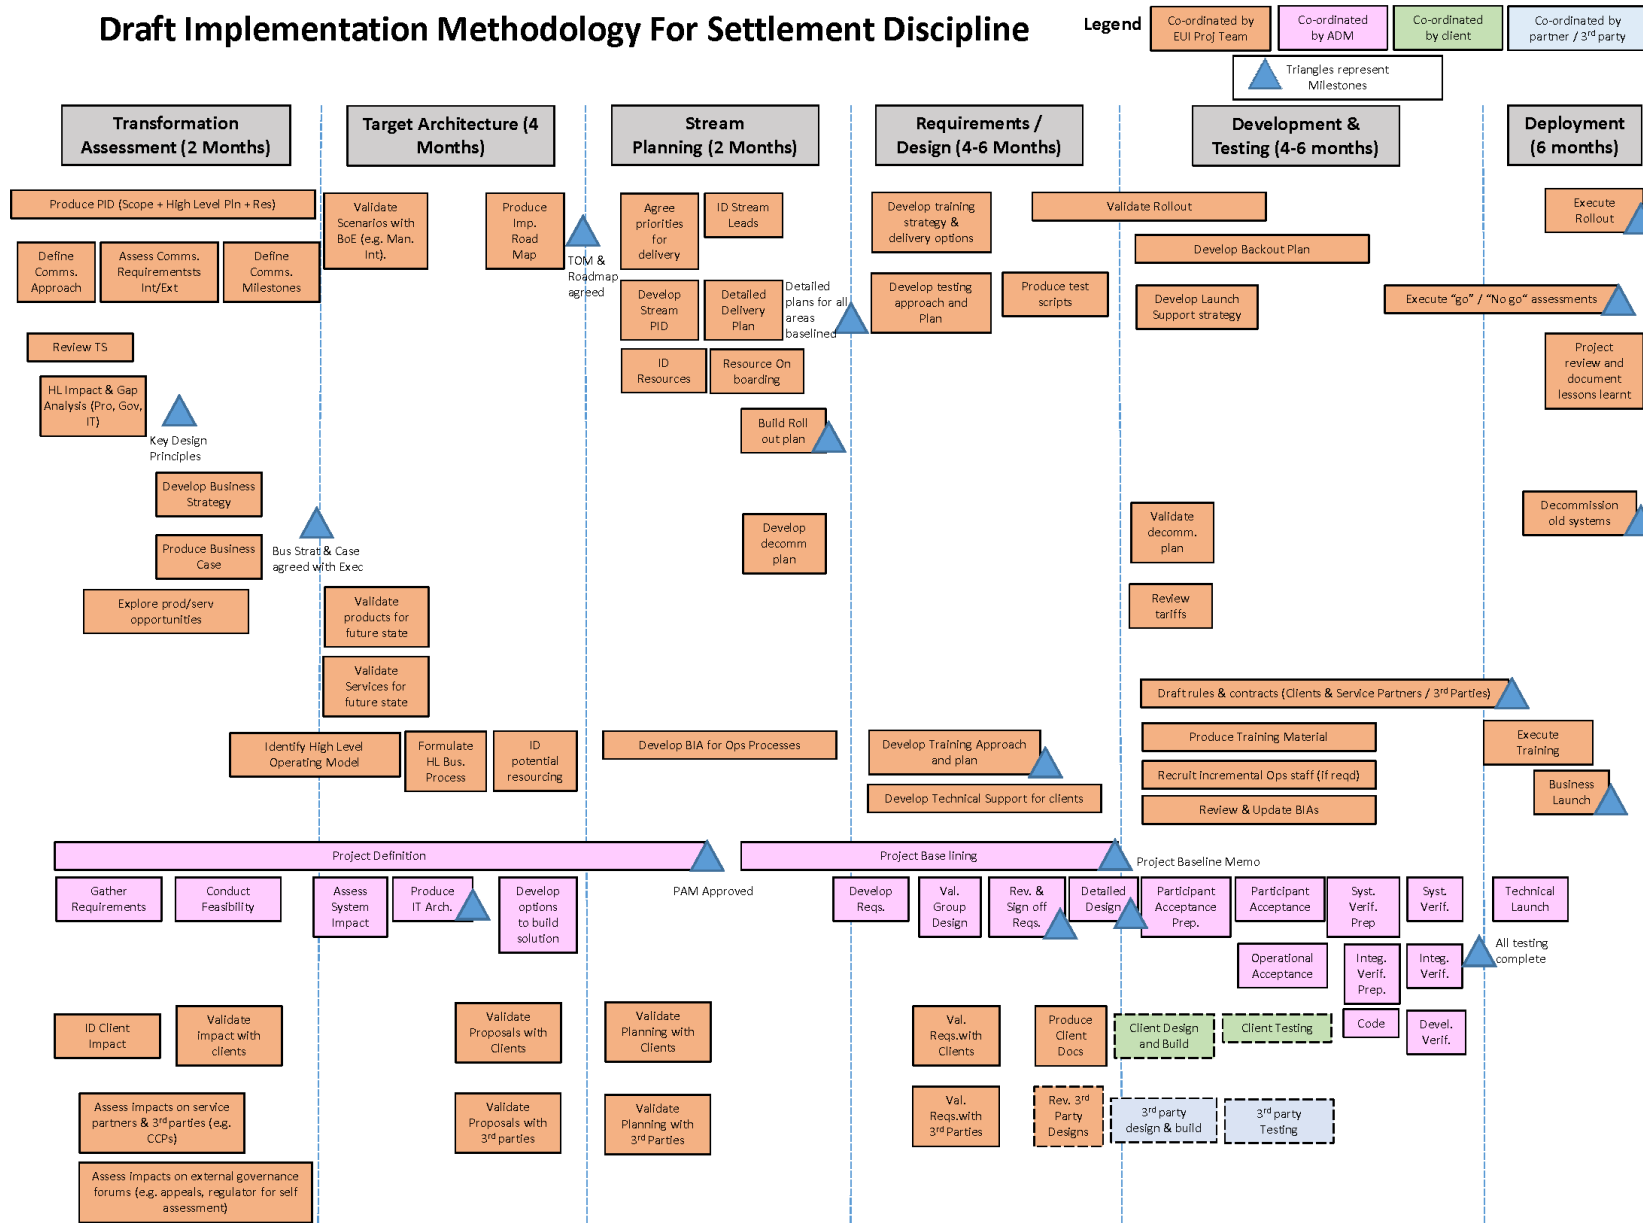 Draft Implementation Methodology For Settlement Discipline
Legend
Co-ordinated by
EUI Proj Team
Co-ordinated
by ADM
Co-ordinated
by client
Co-ordinated by
partner / 3rd party
Triangles represent
Milestones
Transformation
Assessment (2 Months)
Target Architecture (4
Months)
Stream
Planning (2 Months)
Requirements /
Design (4-6 Months)
Development &
Testing (4-6 months)
Deployment
(6 months)
Produce PID (Scope + High Level Pln + Res)
Define
Comms.
Approach
Assess Comms.
Requirementsts
Int/Ext
Define
Comms.
Milestones
Review TS
HL Impact & Gap
Analysis (Pro, Gov,
IT)
Key Design
Principles
Develop Business
Strategy
Produce Business
Case
Bus Strat & Case
agreed with Exec
Explore prod/serv
opportunities
Validate
Scenarios with
BoE (e.g. Man.
Int).
Produce
Imp.
Road
Map
TOM &
Roadmap
agreed
Validate
products for
future state
Validate
Services for
future state
Identify High Level
Operating Model
Formulate
HL Bus.
Process
ID
potential
resourcing
Agree
priorities
for
delivery
ID Stream
Leads
Develop
Stream
PID
Detailed
Delivery
Plan
Detailed
plans for all
areas
baselined
ID
Resources
Resource On
boarding
Build Roll
out plan
Develop
decomm
plan
Develop BIA for Ops Processes
Develop training
strategy &
delivery options
Validate Rollout
Develop testing
approach and
Plan
Produce test
scripts
Develop Training Approach
and plan
Develop Technical Support for clients
Develop Backout Plan
Develop Launch
Support strategy
Execute "go" / "No go" assessments
Validate
decomm.
plan
Review
tariffs
Draft rules & contracts (Clients & Service Partners / 3rd Parties)
Produce Training Material
Recruit incremental Ops staff (if reqd)
Review & Update BIAs
Execute
Rollout
Project
review and
document
lessons learnt
Decommission
old systems
Execute
Training
Business
Launch
Project Definition
PAM Approved
Project Base lining
Project Baseline Memo
Gather
Requirements
Conduct
Feasibility
Assess
System
Impact
Produce
IT Arch.
Develop
options
to build
solution
Develop
Reqs.
Val.
Group
Design
Rev. &
Sign off
Reqs.
Detailed
Design
Participant
Acceptance
Prep.
Participant
Acceptance
Syst.
Verif.
Prep
Syst.
Verif.
Technical
Launch
Operational
Acceptance
Integ.
Verif.
Prep.
Integ.
Verif.
All testing
complete
Code
Devel.
Verif.
ID Client
Impact
Validate
impact with
clients
Validate
Proposals with
Clients
Validate
Planning with
Clients
Val.
Reqs.with
Clients
Produce
Client
Docs
Client Design
and Build
Client Testing
Assess impacts on service
partners & 3rd parties (e.g.
CCPs)
Validate
Proposals with
3rd parties
Validate
Planning with
3rd Parties
Val.
Reqs.with
3rd Parties
Rev. 3rd
Party
Designs
3rd party
design & build
3rd party
Testing
Assess impacts on external governance
forums (e.g. appeals, regulator for self
assessment)